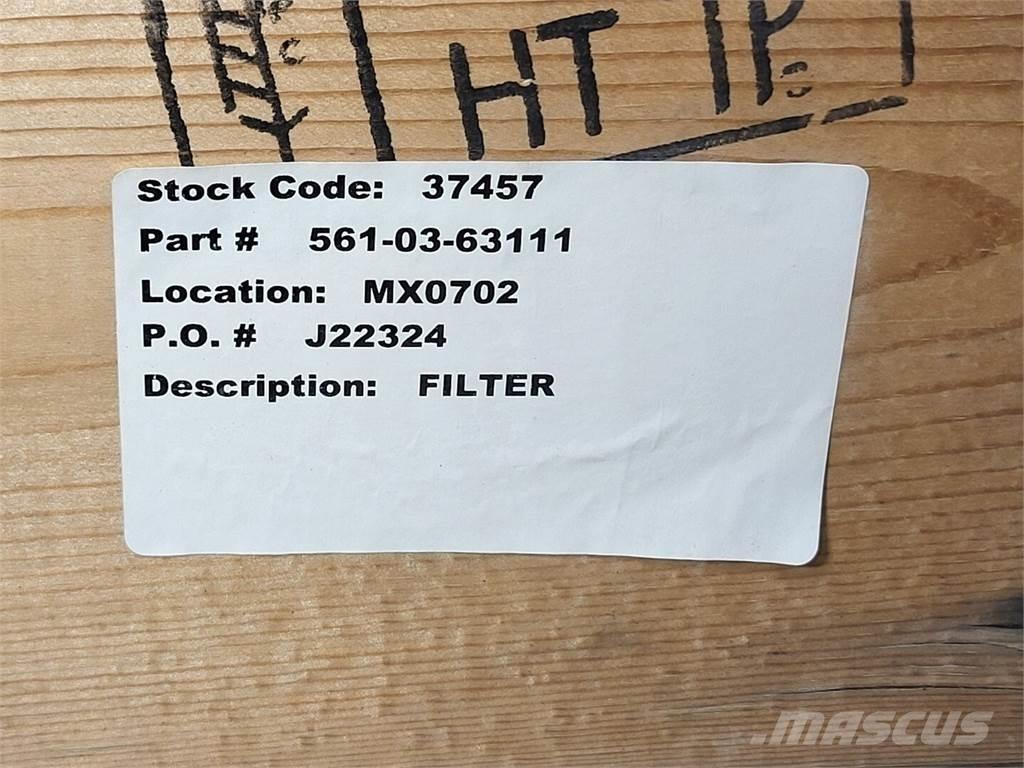 HT
Stock Code: 37457
Part # 561-03-63111
Location: MX0702
P.O. # J22324
Description: FILTER
MASCUS